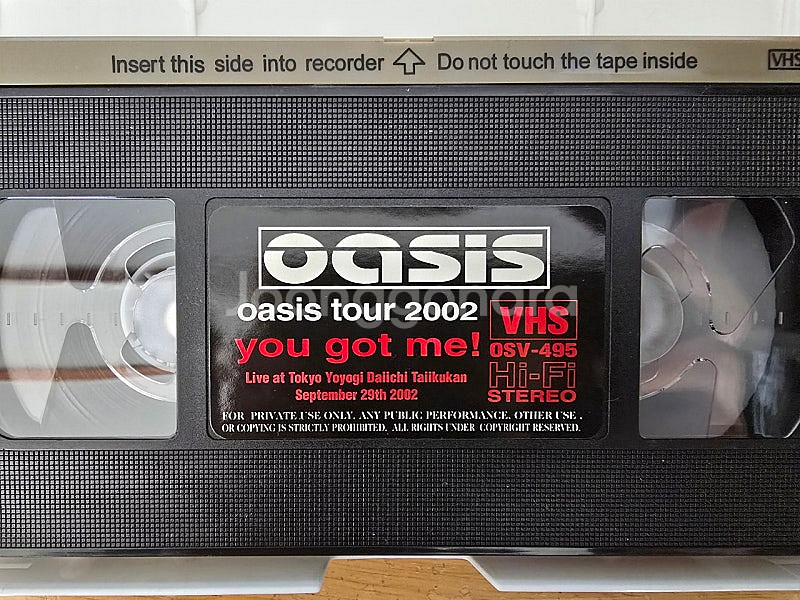 Insert this side into recorder Do not touch the tape inside VHS
oasis
Joonggonara
oasis tour 2002
VHS
you got me!
OSV-495
Live at Tokyo Yoyogi Daiichi Taiikukan
Hi-Fi
September 29th 2002
STEREO
FOR PRIVATE USE ONLY. ANY PUBLIC PERFORMANCE. OTHER USE ,
OR COPYING IS STRICTLY PROHIBITED. ALL RIGHTS UNDER COPYRIGHT RESERVED.